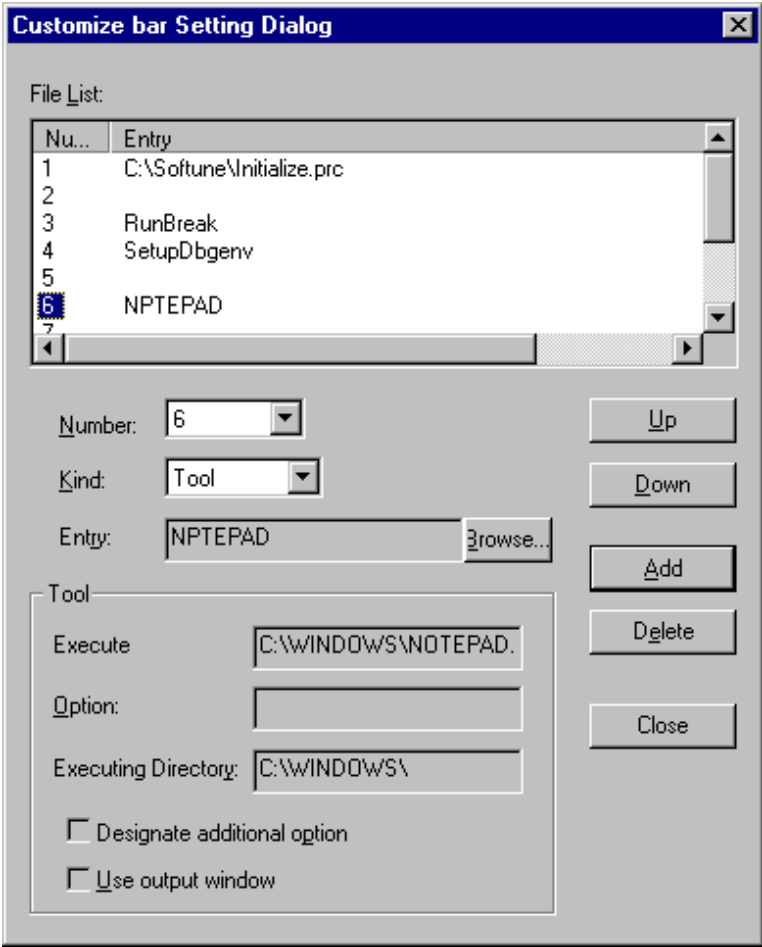 Customize bar Setting Dialog
File List:
Nu... Entry
1 C:\Softune\Initialize.prc
2
3 RunBreak
4 SetupDbgenv
5
6 NPTEPAD
7
Number: 6 Up
Kind: Tool Down
Entry: NPTEPAD Browse...
Add
Tool
Delete
Execute C:\WINDOWS\NOTEPAD.
Option:
Close
Executing Directory: C:\WINDOWS\
Designate additional option
Use output window